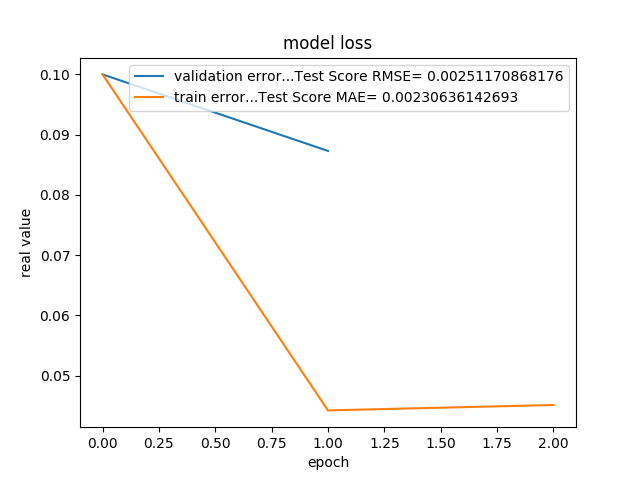 model loss
validation error...Test Score RMSE= 0.00251170868176
train error...Test Score MAE= 0.00230636142693
real value
0.10
0.09
0.08
0.07
0.06
0.05
0.00 0.25 0.50 0.75 1.00 1.25 1.50 1.75 2.00
epoch